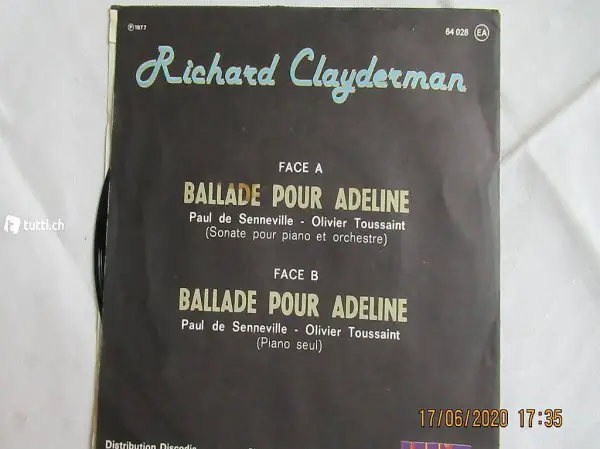 ℗ 1977
64 028 EA
Richard Clayderman
FACE A
BALLADE POUR ADELINE
Paul de Senneville - Olivier Toussaint
(Sonate pour piano et orchestre)
tutti.ch
FACE B
BALLADE POUR ADELINE
Paul de Senneville - Olivier Toussaint
(Piano seul)
17/06/2020 17:35
Distribution Discodis